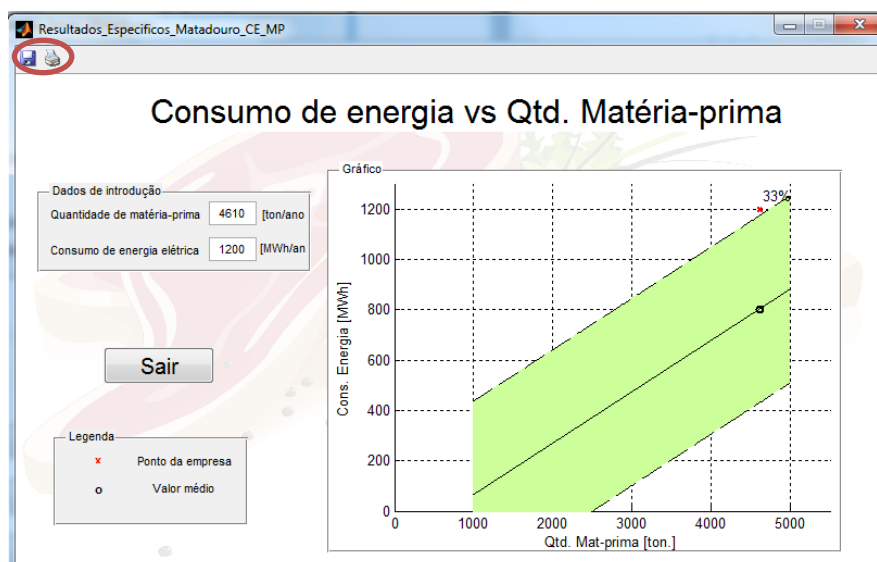 Resultados_Especificos_Matadouro_CE_MP
Consumo de energia vs Qtd. Matéria-prima
Dados de introdução
Quantidade de matéria-prima 4610 [ton/ano
Consumo de energia elétrica 1200 [MWh/an
Sair
Legenda
x Ponto da empresa
o Valor médio
Gráfico
33%
1200
1000
800
600
400
200
0
Cons. Energia [MWh]
0 1000 2000 3000 4000 5000
Qtd. Mat-prima [ton.]